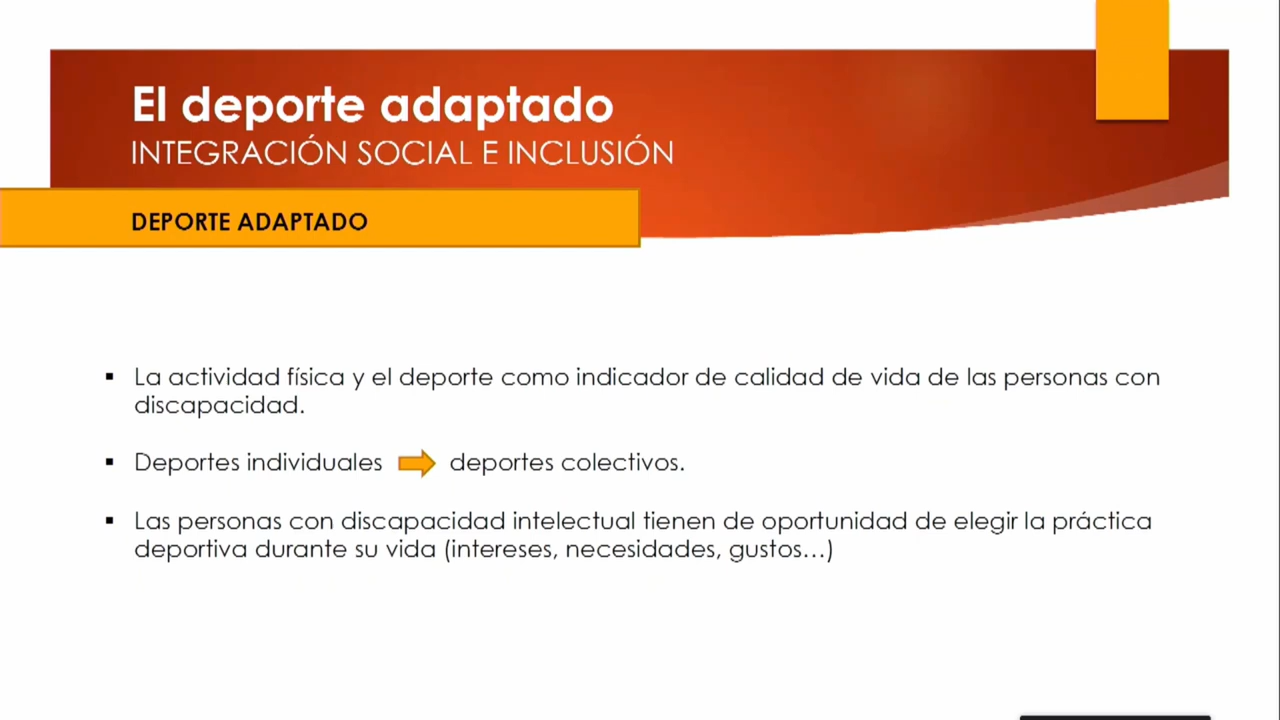 El deporte adaptado
INTEGRACIÓN SOCIAL E INCLUSIÓN
DEPORTE ADAPTADO
▪ La actividad física y el deporte como indicador de calidad de vida de las personas con
discapacidad.
▪ Deportes individuales ➡ deportes colectivos.
▪ Las personas con discapacidad intelectual tienen de oportunidad de elegir la práctica
deportiva durante su vida (intereses, necesidades, gustos…)